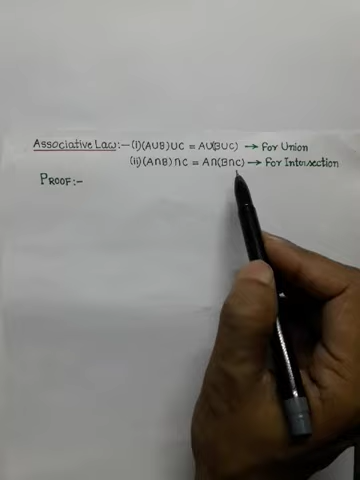 Associative Law:- (i)(A∪B)∪C = A∪(B∪C) → For Union
(ii)(A∩B)∩C = A∩(B∩C) → For Intersection
PROOF:-